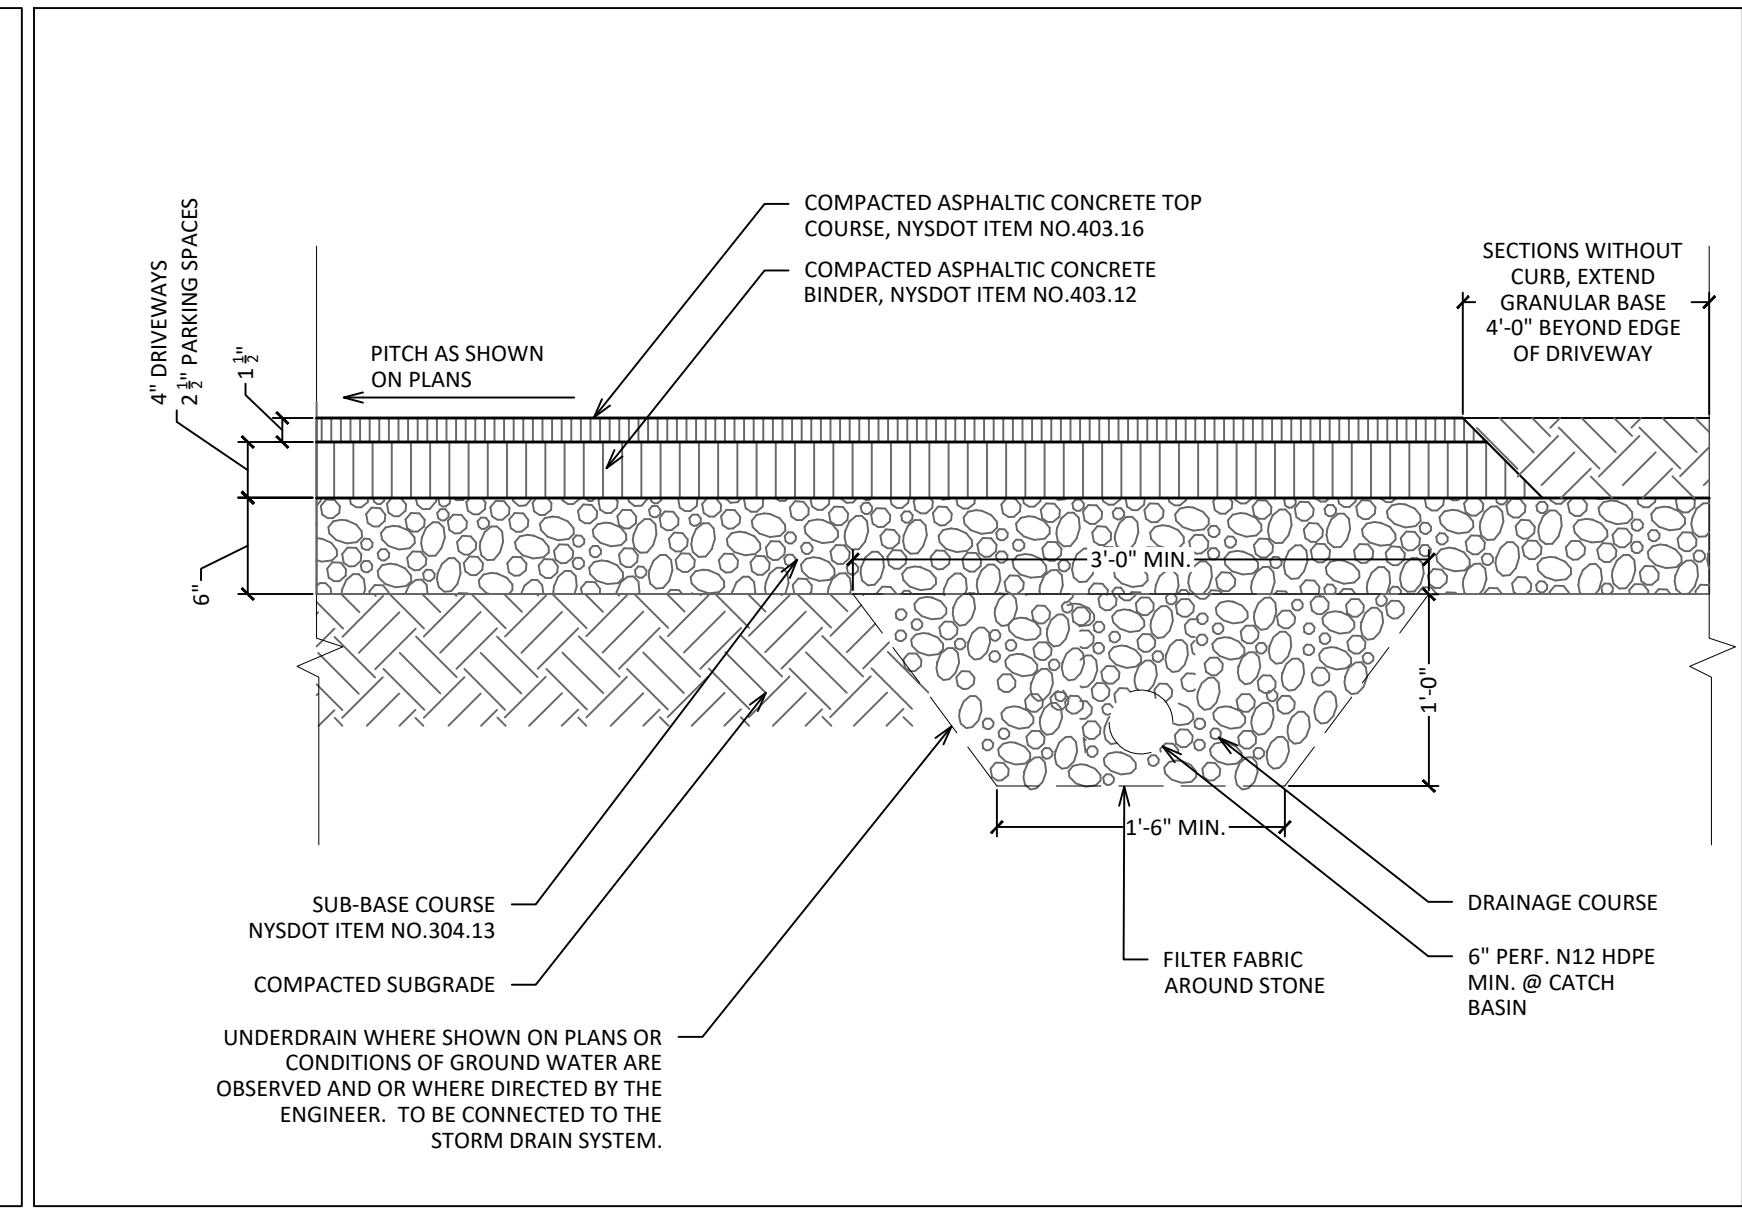 COMPACTED ASPHALTIC CONCRETE TOP
COURSE, NYSDOT ITEM NO.403.16
COMPACTED ASPHALTIC CONCRETE
BINDER, NYSDOT ITEM NO.403.12
SECTIONS WITHOUT
CURB, EXTEND
GRANULAR BASE
4'-0" BEYOND EDGE
OF DRIVEWAY
4" DRIVEWAYS
2 1/2" PARKING SPACES
1 1/2"
PITCH AS SHOWN
ON PLANS
6"
3'-0" MIN.
1'-0"
1'-6" MIN.
SUB-BASE COURSE
NYSDOT ITEM NO.304.13
COMPACTED SUBGRADE
UNDERDRAIN WHERE SHOWN ON PLANS OR
CONDITIONS OF GROUND WATER ARE
OBSERVED AND OR WHERE DIRECTED BY THE
ENGINEER. TO BE CONNECTED TO THE
STORM DRAIN SYSTEM.
FILTER FABRIC
AROUND STONE
DRAINAGE COURSE
6" PERF. N12 HDPE
MIN. @ CATCH
BASIN